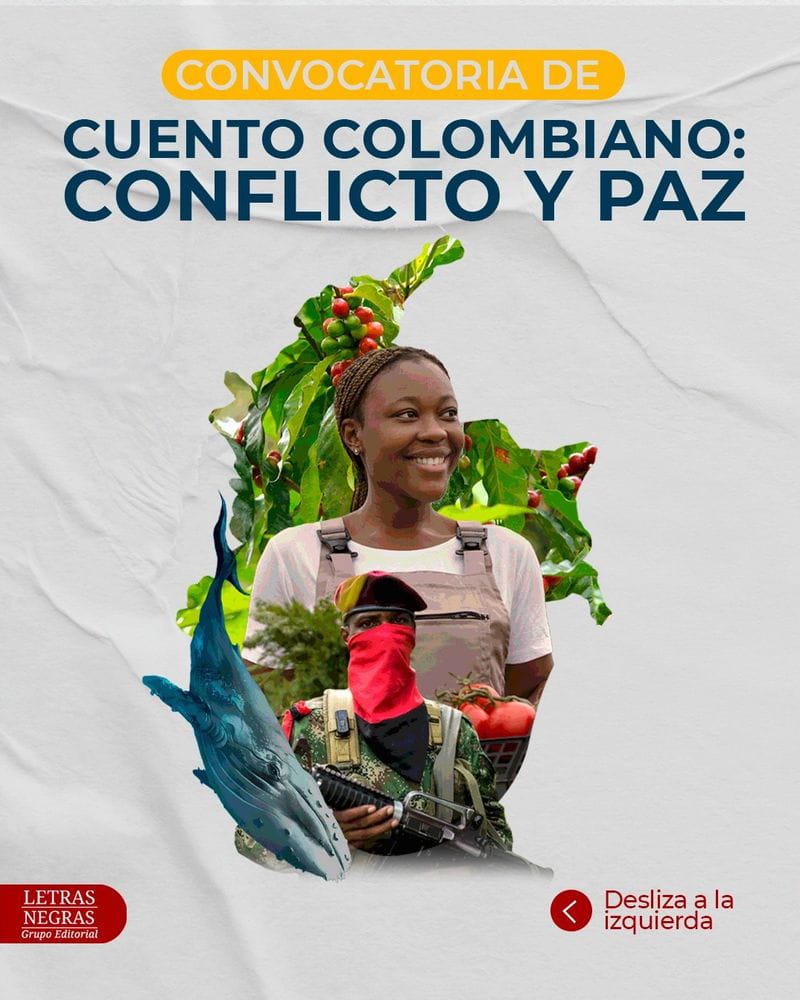 CONVOCATORIA DE
CUENTO COLOMBIANO:
CONFLICTO Y PAZ
LETRAS
NEGRAS
Grupo Editorial
Desliza a la
izquierda